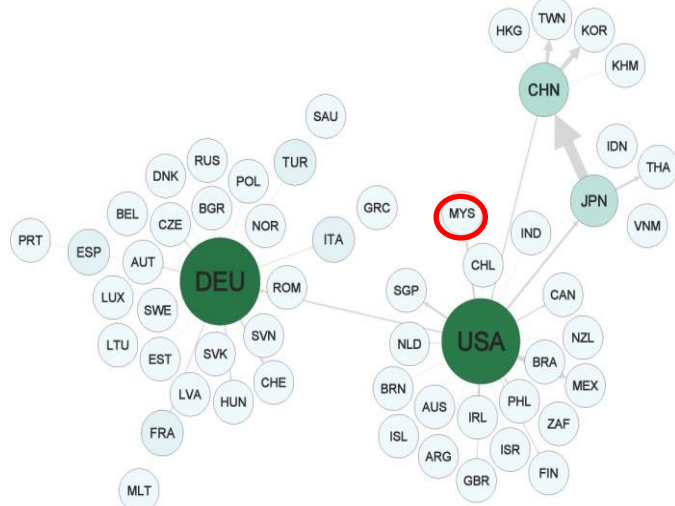 HKG
TWN
KOR
KHM
CHN
SAU
IDN
THA
TUR
RUS
DNK
POL
JPN
BEL
BGR
GRC
MYS
CZE
NOR
IND
VNM
PRT
ESP
ITA
AUT
CHL
DEU
ROM
SGP
CAN
LUX
SWE
SVN
USA
NZL
LTU
EST
SVK
NLD
BRA
CHE
BRN
MEX
LVA
HUN
AUS
IRL
PHL
ZAF
FRA
ISL
ARG
ISR
FIN
GBR
MLT